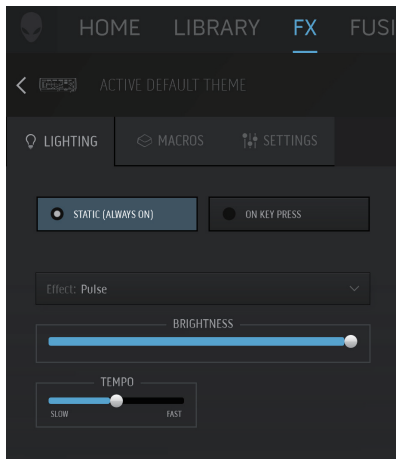 HOME LIBRARY FX FUSI
ACTIVE DEFAULT THEME
LIGHTING MACROS SETTINGS
STATIC (ALWAYS ON) ON KEY PRESS
Effect: Pulse
BRIGHTNESS
TEMPO
SLOW FAST